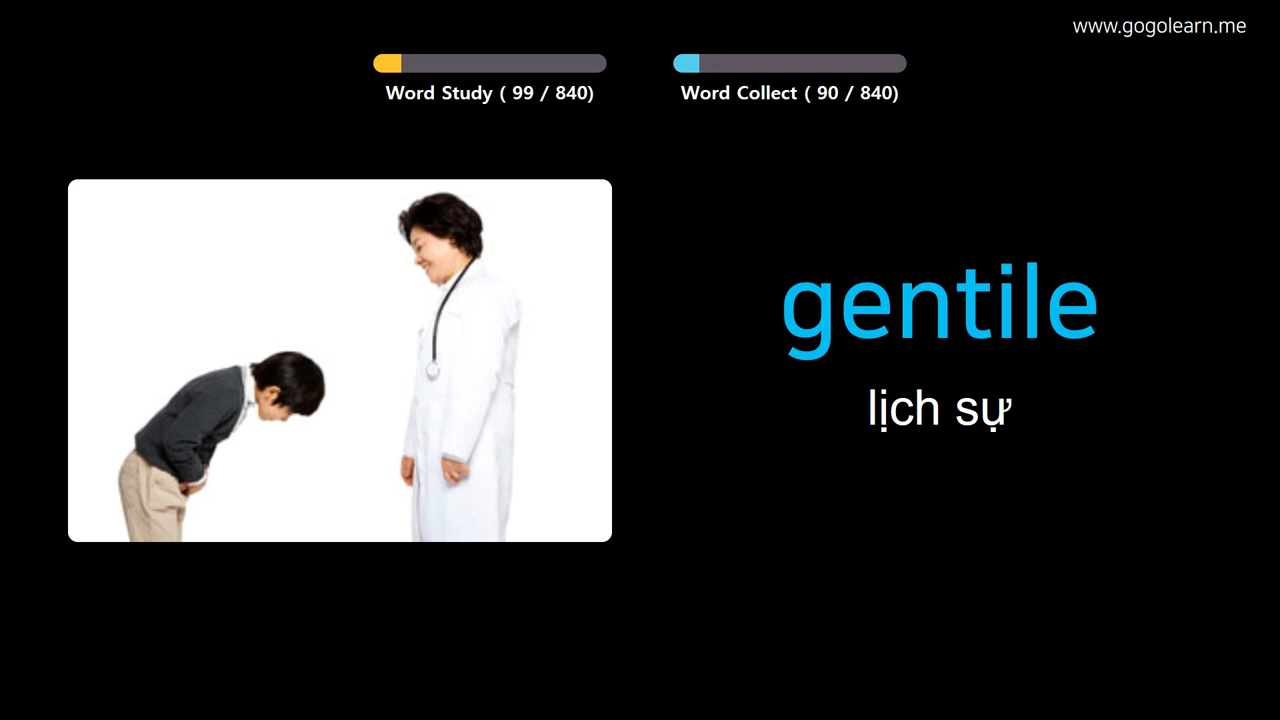 www.gogolearn.me
Word Study ( 99 / 840)
Word Collect ( 90 / 840)
gentile
lịch sự